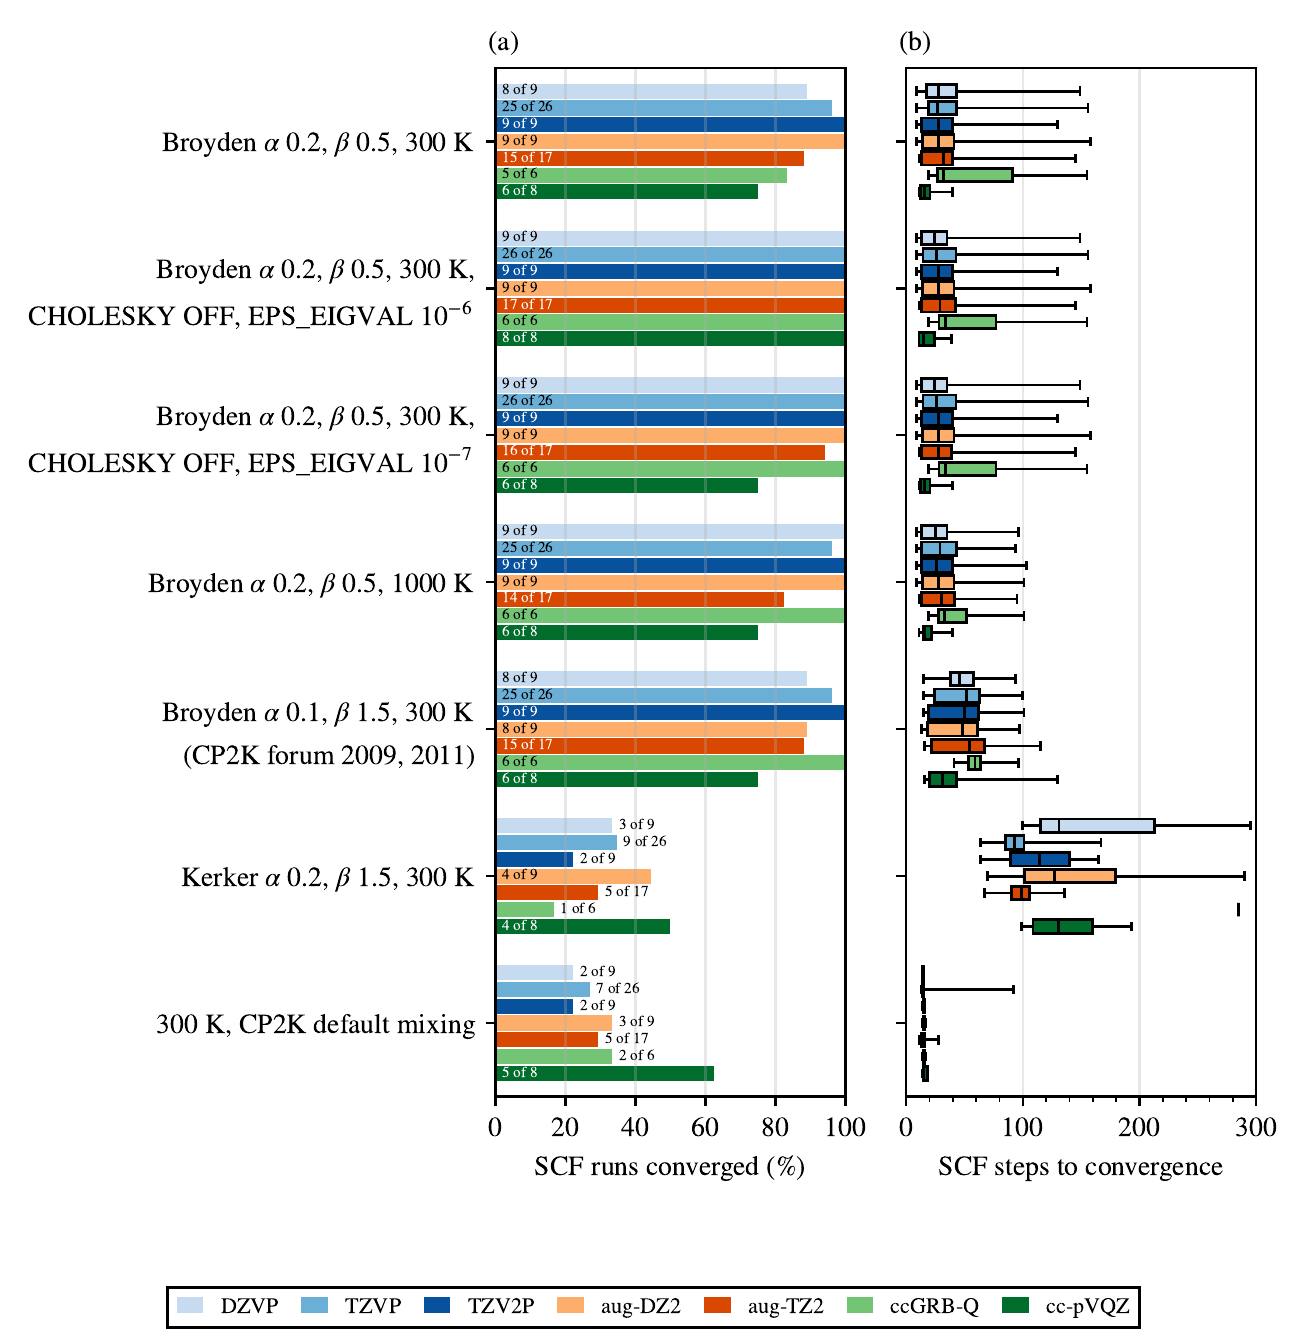 (a)
(b)
Broyden α 0.2, β 0.5, 300 K
8 of 9
25 of 26
9 of 9
9 of 9
15 of 17
5 of 6
6 of 8
Broyden α 0.2, β 0.5, 300 K,
CHOLESKY OFF, EPS_EIGVAL 10⁻⁶
9 of 9
26 of 26
9 of 9
9 of 9
17 of 17
6 of 6
8 of 8
Broyden α 0.2, β 0.5, 300 K,
CHOLESKY OFF, EPS_EIGVAL 10⁻⁷
9 of 9
26 of 26
9 of 9
9 of 9
16 of 17
6 of 6
6 of 8
Broyden α 0.2, β 0.5, 1000 K
9 of 9
25 of 26
9 of 9
9 of 9
14 of 17
6 of 6
6 of 8
Broyden α 0.1, β 1.5, 300 K
(CP2K forum 2009, 2011)
8 of 9
25 of 26
9 of 9
8 of 9
15 of 17
6 of 6
6 of 8
Kerker α 0.2, β 1.5, 300 K
3 of 9
9 of 26
2 of 9
4 of 9
5 of 17
1 of 6
4 of 8
300 K, CP2K default mixing
2 of 9
7 of 26
2 of 9
3 of 9
5 of 17
2 of 6
5 of 8
0 20 40 60 80 100
SCF runs converged (%)
0 100 200 300
SCF steps to convergence
DZVP TZVP TZV2P aug-DZ2 aug-TZ2 ccGRB-Q cc-pVQZ